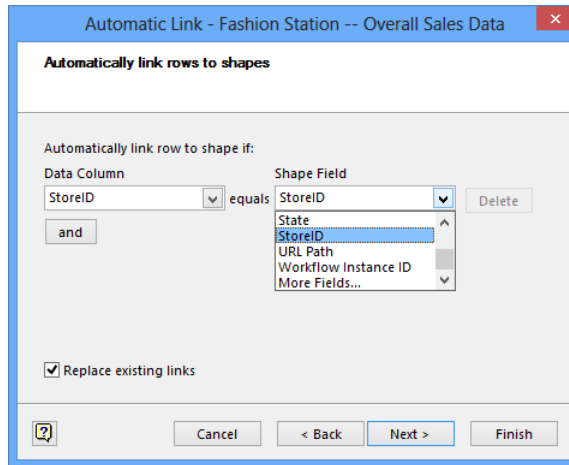 Automatic Link - Fashion Station -- Overall Sales Data
Automatically link rows to shapes
Automatically link row to shape if:
Data Column
Shape Field
StoreID
equals
StoreID
Delete
and
State
StoreID
URL Path
Workflow Instance ID
More Fields...
Replace existing links
?
Cancel
< Back
Next >
Finish